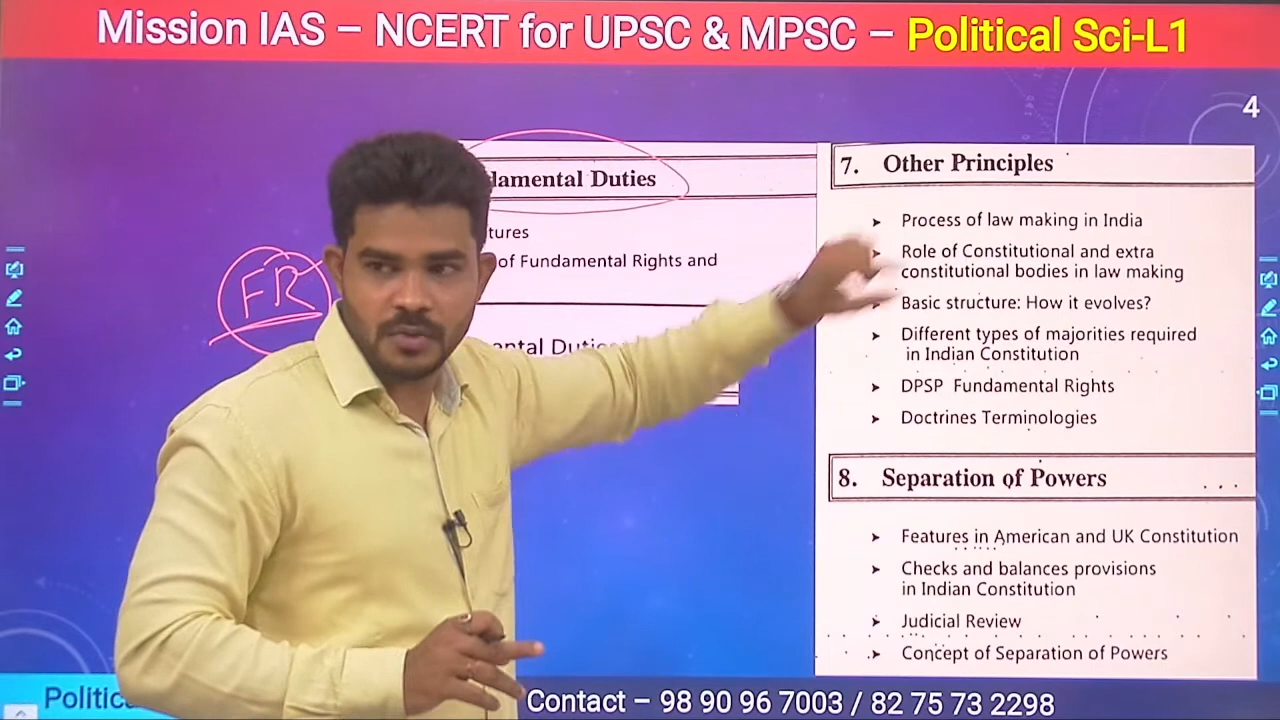 Mission IAS – NCERT for UPSC & MPSC – Political Sci-L1
4
Duties
of Fundamental Rights and
FR
7. Other Principles
➤ Process of law making in India
➤ Role of Constitutional and extra
constitutional bodies in law making
➤ Basic structure: How it evolves?
➤ Different types of majorities required
in Indian Constitution
➤ DPSP Fundamental Rights
➤ Doctrines Terminologies
8. Separation of Powers ...
➤ Features in American and UK Constitution
➤ Checks and balances provisions
in Indian Constitution
➤ Judicial Review
➤ Concept of Separation of Powers
Contact – 98 90 96 7003 / 82 75 73 2298